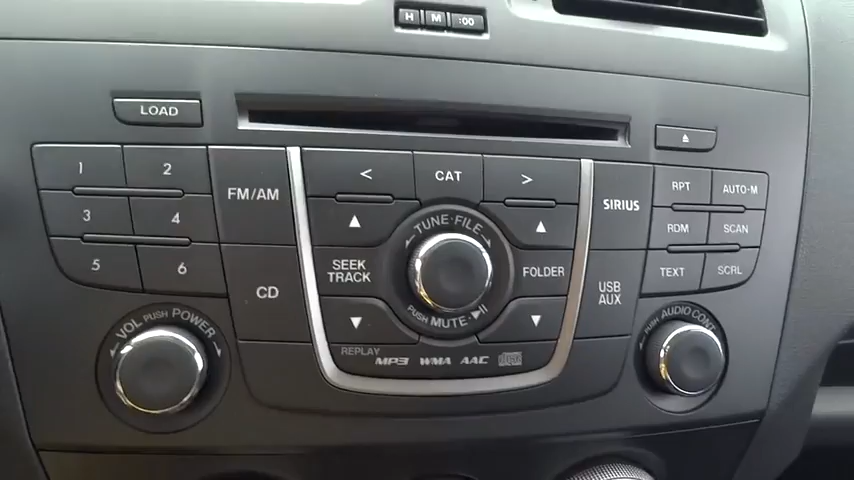 H M :00
LOAD
1 2
3 4
5 6
FM/AM
CD
< CAT >
TUNE·FILE
SEEK
TRACK
FOLDER
PUSH MUTE·▶II
REPLAY
MP3 WMA AAC
SIRIUS
USB
AUX
RPT AUTO-M
RDM SCAN
TEXT SCRL
VOL PUSH POWER
PUSH AUDIO CONT